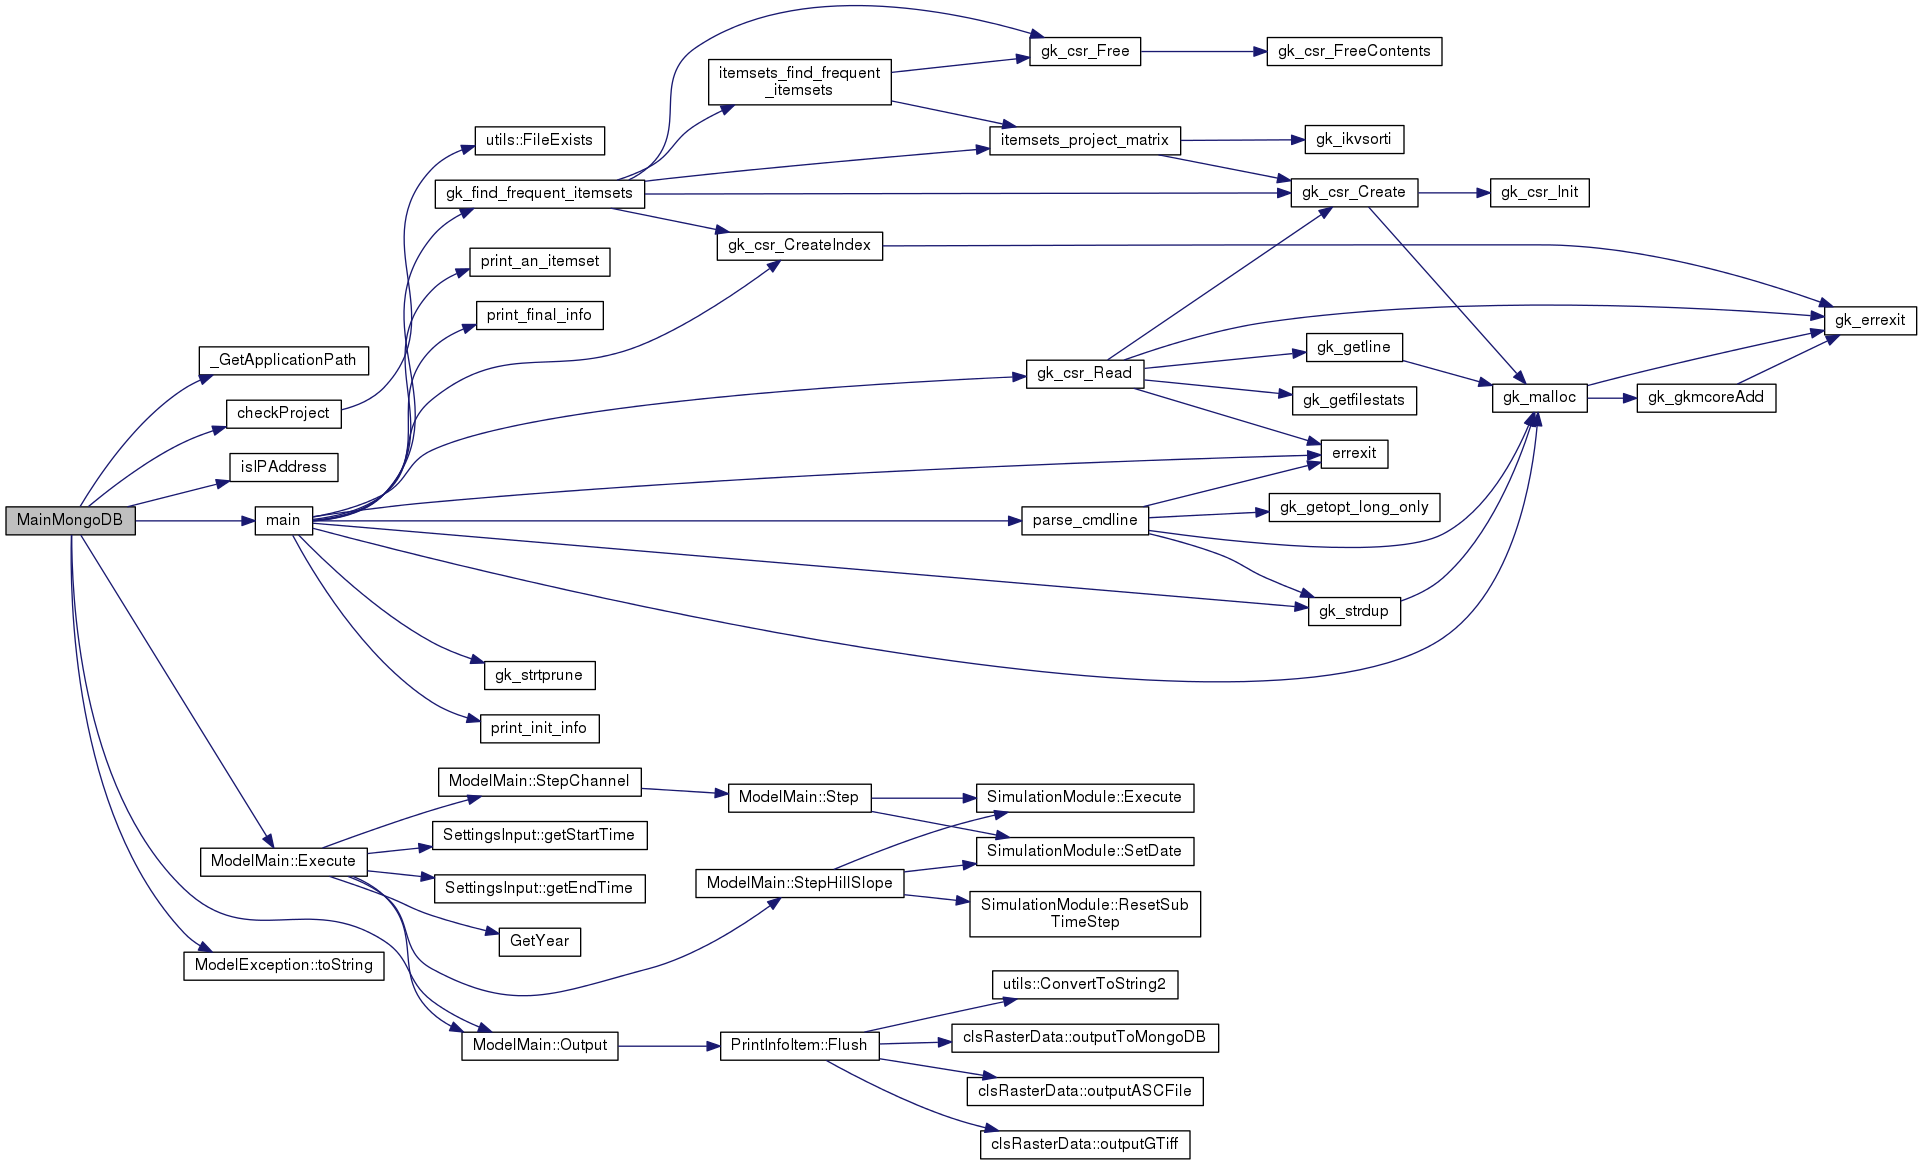 MainMongoDB
_GetApplicationPath
checkProject
isIPAddress
main
ModelMain::Execute
ModelException::toString
utils::FileExists
gk_find_frequent_itemsets
print_an_itemset
print_final_info
gk_strtprune
print_init_info
ModelMain::StepChannel
SettingsInput::getStartTime
SettingsInput::getEndTime
GetYear
ModelMain::Output
itemsets_find_frequent
_itemsets
gk_csr_CreateIndex
ModelMain::Step
ModelMain::StepHillSlope
PrintInfoItem::Flush
gk_csr_Free
itemsets_project_matrix
gk_csr_Read
parse_cmdline
SimulationModule::Execute
SimulationModule::SetDate
SimulationModule::ResetSub
TimeStep
utils::ConvertToString2
clsRasterData::outputToMongoDB
clsRasterData::outputASCFile
clsRasterData::outputGTiff
gk_csr_FreeContents
gk_ikvsorti
gk_csr_Create
gk_getline
gk_getfilestats
errexit
gk_getopt_long_only
gk_strdup
gk_csr_Init
gk_malloc
gk_gkmcoreAdd
gk_errexit